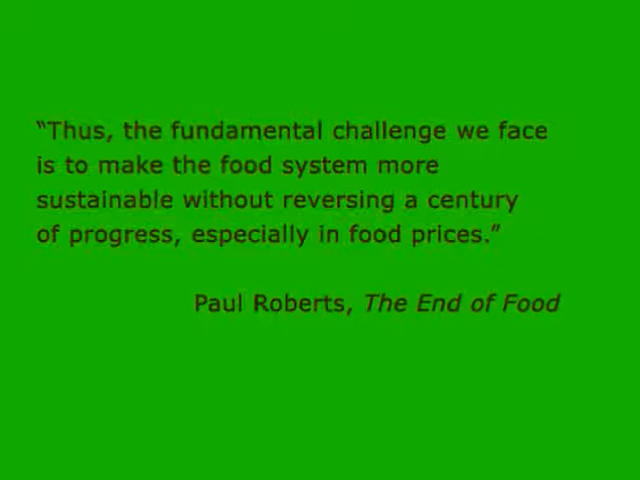 “Thus, the fundamental challenge we face
is to make the food system more
sustainable without reversing a century
of progress, especially in food prices.”
Paul Roberts, The End of Food